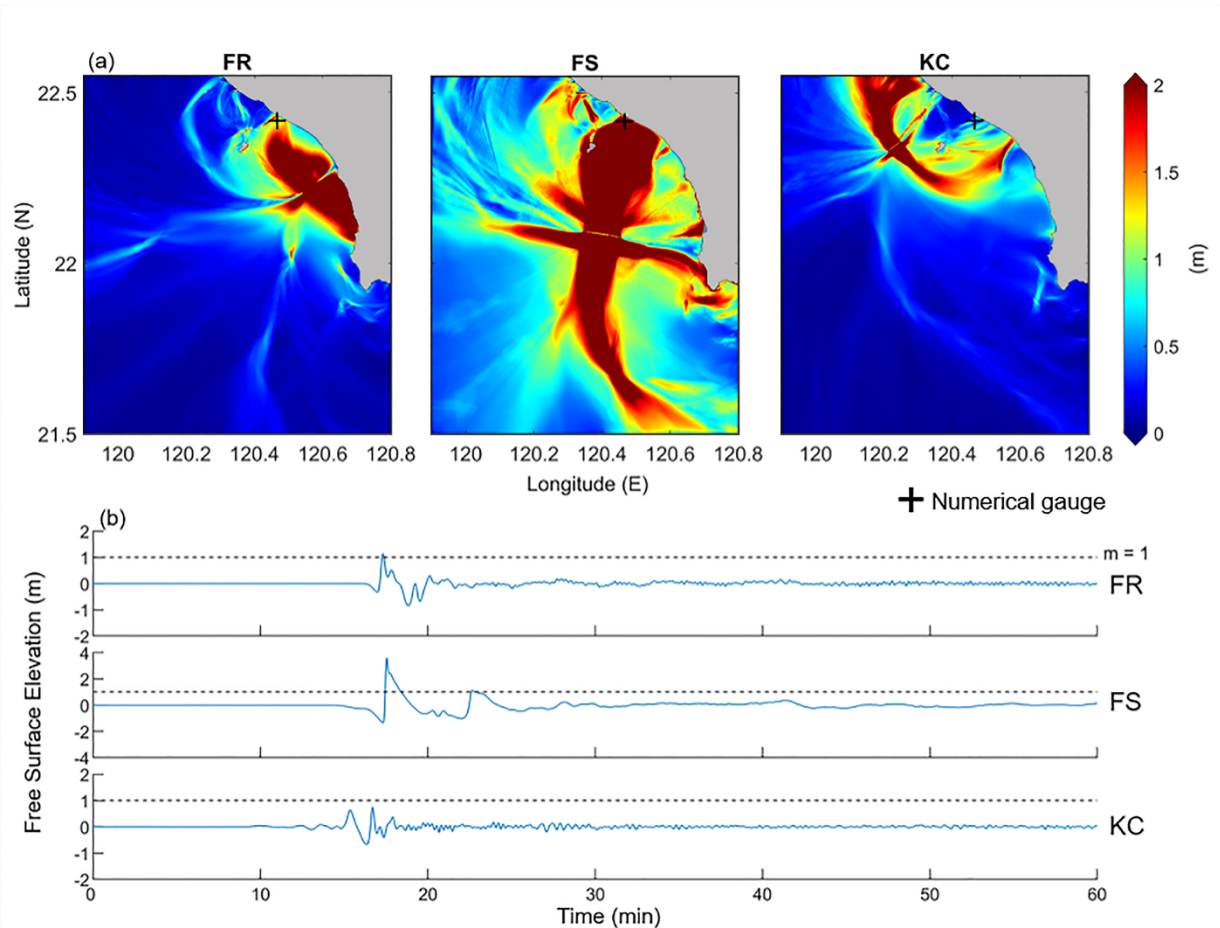 (a)
FR
FS
KC
22.5
22
21.5
Latitude (N)
120 120.2 120.4 120.6 120.8
120 120.2 120.4 120.6 120.8
120 120.2 120.4 120.6 120.8
Longitude (E)
2
1.5
1
0.5
0
(m)
Numerical gauge
(b)
Free Surface Elevation (m)
2
1
0
-1
-2
m = 1
FR
4
2
0
-2
-4
FS
2
1
0
-1
-2
KC
0 10 20 30 40 50 60
Time (min)